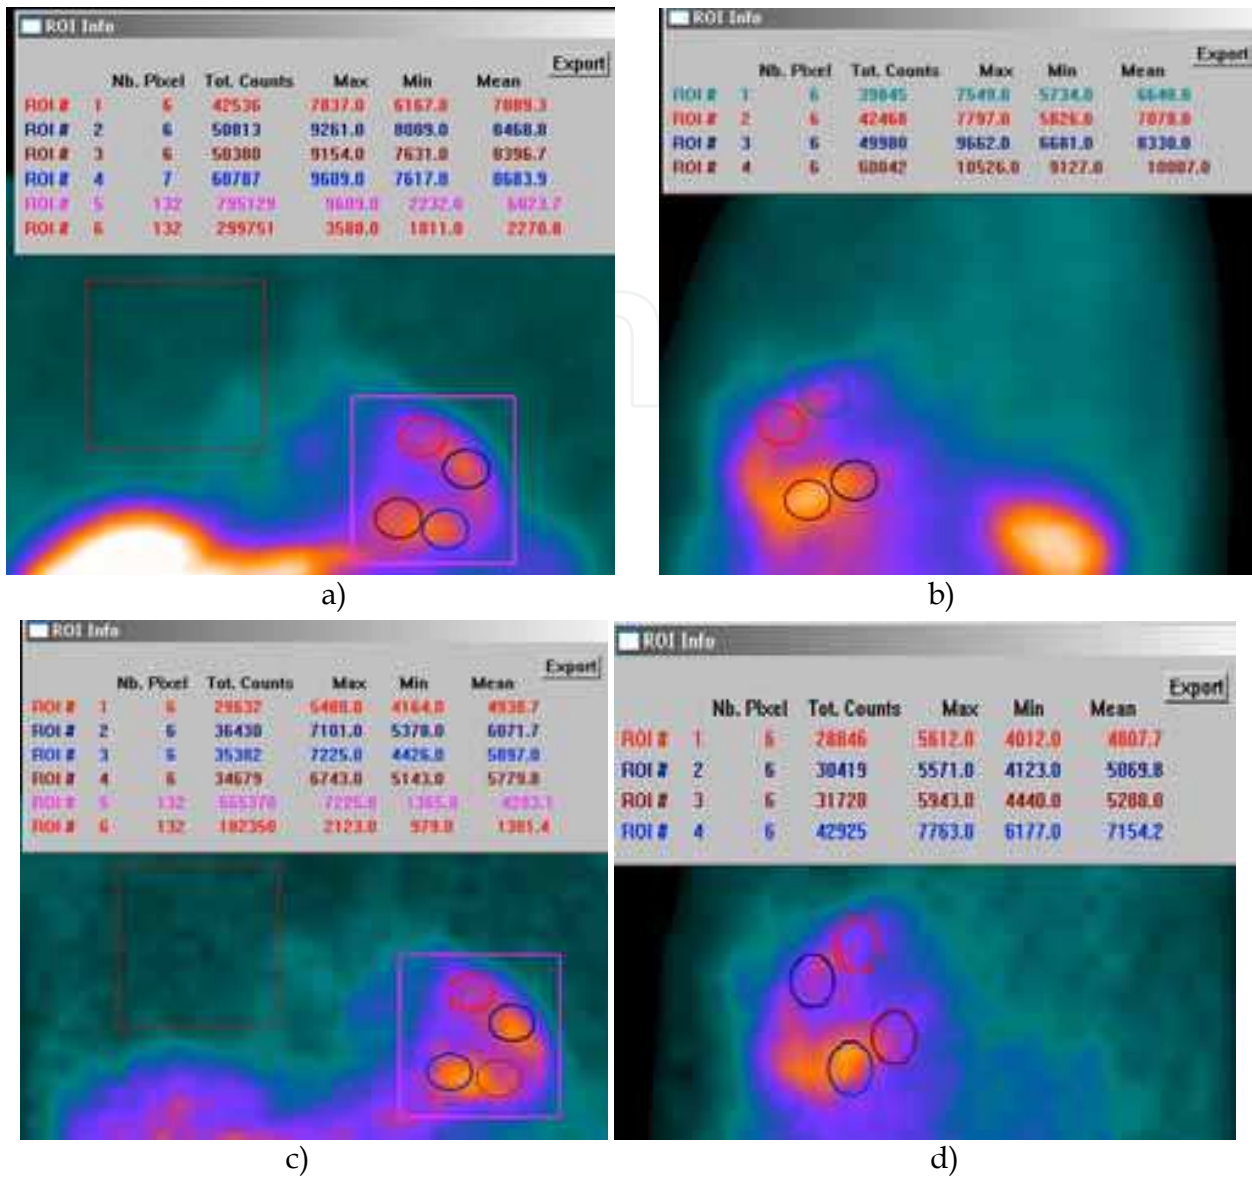 ROI Info
Export
Nb. Pixel Tot. Counts Max Min Mean
ROI # 1 6 42536 7837.0 6167.0 7089.3
ROI # 2 6 50813 9261.0 8009.0 8468.8
ROI # 3 6 50380 9154.0 7631.0 8396.7
ROI # 4 7 60787 9609.0 7617.0 8683.9
ROI # 5 132 795129 9609.0 2232.0 6023.7
ROI # 6 132 299751 3580.0 1811.0 2270.8
a)
ROI Info
Export
Nb. Pixel Tot. Counts Max Min Mean
ROI # 1 6 39845 7549.0 5734.0 6640.8
ROI # 2 6 42468 7797.0 5826.0 7078.0
ROI # 3 6 49980 9662.0 6681.0 8330.0
ROI # 4 6 60042 10526.0 9127.0 10007.0
b)
ROI Info
Export
Nb. Pixel Tot. Counts Max Min Mean
ROI # 1 6 29632 4164.0 4938.7
ROI # 2 6 36430 7101.0 5370.0 6071.7
ROI # 3 6 35382 7225.0 4426.0 5897.0
ROI # 4 6 34679 6743.0 5143.0 5779.8
ROI # 5 132 565370 7225.0 1365.0 4283.1
ROI # 6 132 182350 2123.0 979.0 1381.4
c)
ROI Info
Export
Nb. Pixel Tot. Counts Max Min Mean
ROI # 1 6 28846 5612.0 4012.0 4807.7
ROI # 2 6 30419 5571.0 4123.0 5069.8
ROI # 3 6 31728 5943.0 4440.0 5288.0
ROI # 4 6 42925 7763.0 6177.0 7154.2
d)